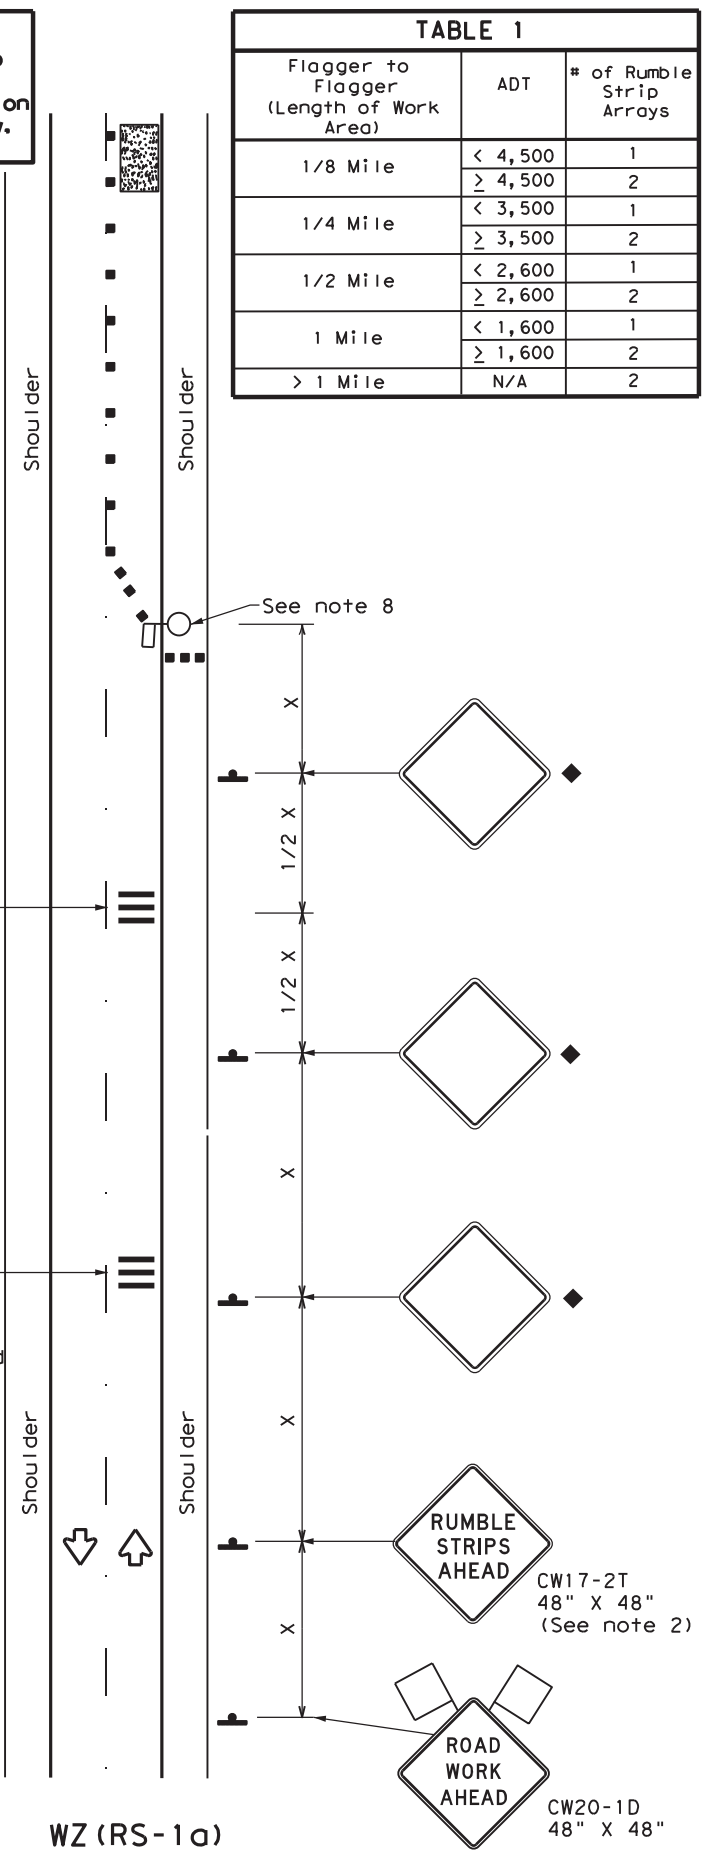 on
TABLE 1
Flagger to
Flagger
(Length of Work
Area)
ADT
# of Rumble
Strip
Arrays
1/8 Mile
< 4,500
1
≥ 4,500
2
1/4 Mile
< 3,500
1
≥ 3,500
2
1/2 Mile
< 2,600
1
≥ 2,600
2
1 Mile
< 1,600
1
≥ 1,600
2
> 1 Mile
N/A
2
Shoulder
Shoulder
See note 8
X
1/2 X
1/2 X
X
X
Shoulder
Shoulder
RUMBLE
STRIPS
AHEAD
CW17-2T
48" X 48"
(See note 2)
X
ROAD
WORK
AHEAD
CW20-1D
48" X 48"
WZ(RS-1a)